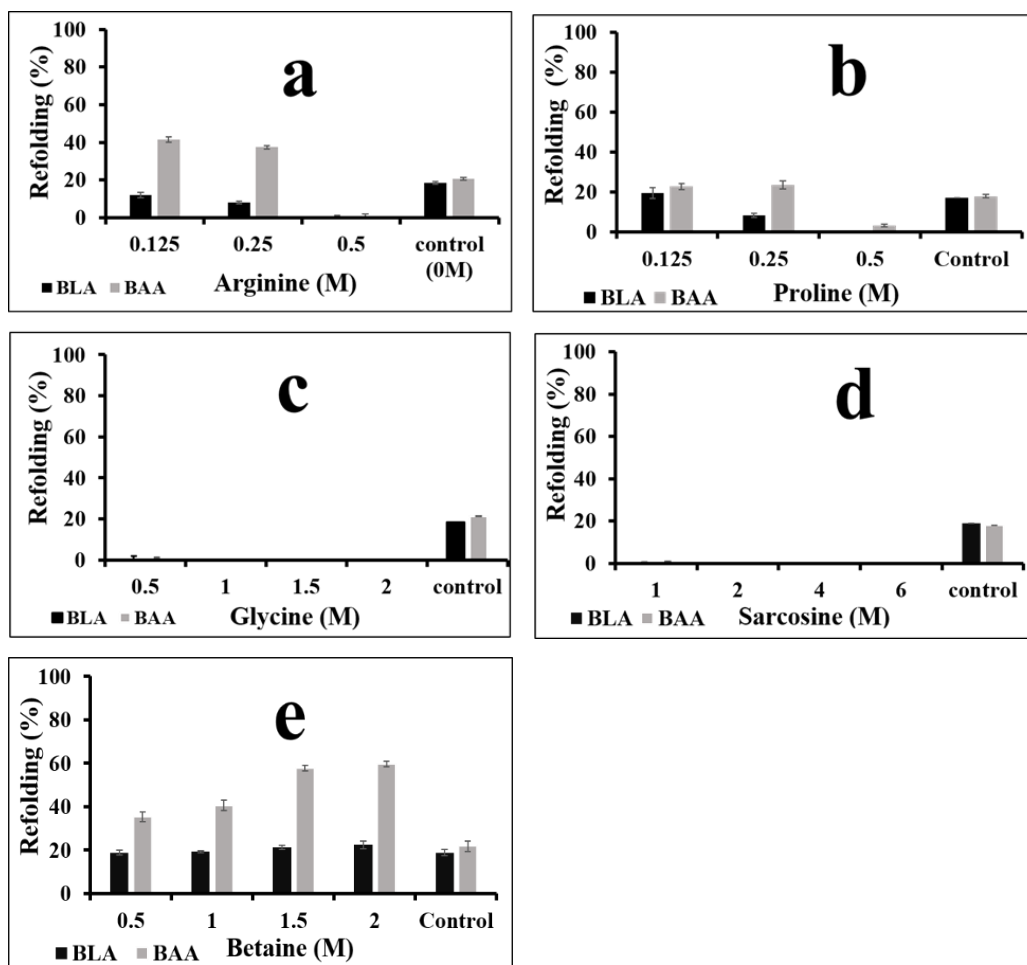 100
80
60
40
20
0
Refolding (%)
a
0.125 0.25 0.5 control (0M)
Arginine (M)
BLA BAA
100
80
60
40
20
0
Refolding (%)
b
0.125 0.25 0.5 Control
Proline (M)
BLA BAA
100
80
60
40
20
0
Refolding (%)
c
0.5 1 1.5 2 control
Glycine (M)
BLA BAA
100
80
60
40
20
0
Refolding (%)
d
1 2 4 6 control
Sarcosine (M)
BLA BAA
100
80
60
40
20
0
Refolding (%)
e
0.5 1 1.5 2 Control
Betaine (M)
BLA BAA